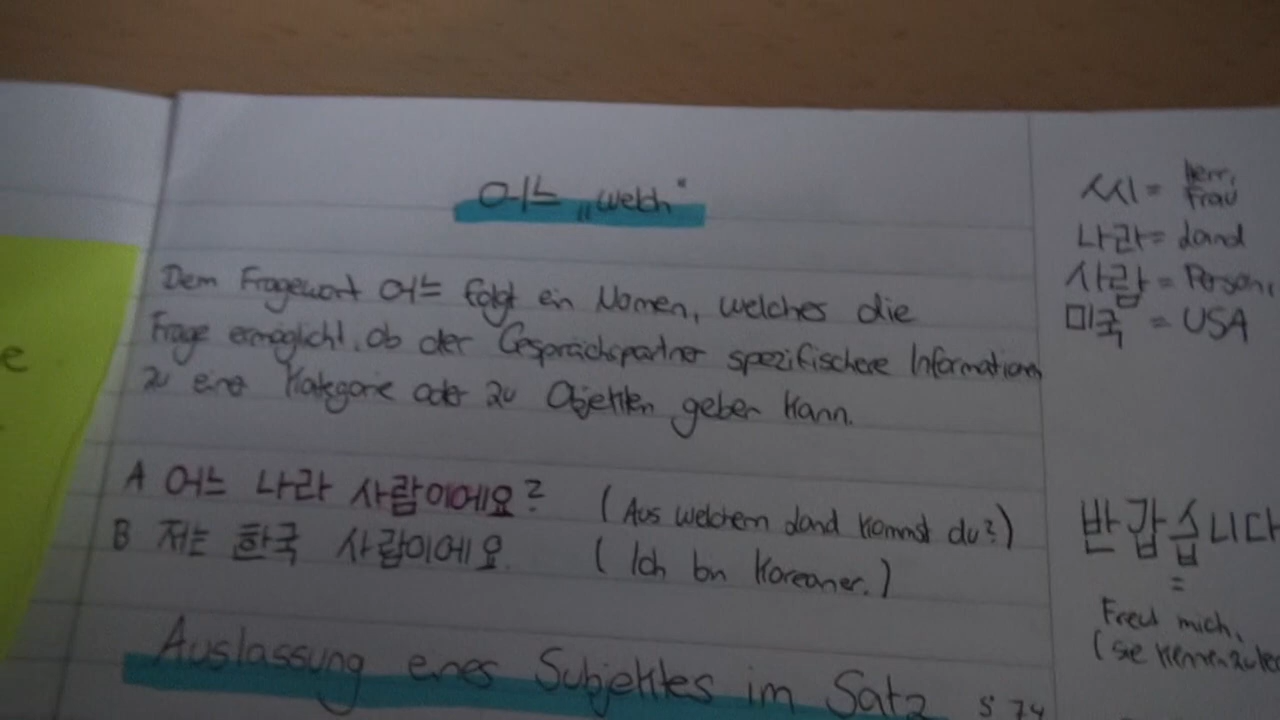 어느 „welch"
Dem Fragewort 어느 folgt ein Nomen, welches die
Frage ermöglicht, ob der Gesprächspartner spezifischere Informationen
zu einer Kategorie oder zu Objekten geben kann.
A 어느 나라 사람이에요? (Aus welchem Land kommst du?)
B 저는 한국 사람이에요. (Ich bin Koreaner.)
Auslassung eines Subjektes im Satz S 74
씨 = Herr, Frau
나라 = Land
사람 = Person,
미국 = USA
반갑습니다
=
Freut mich,
(Sie kennenzuler
e